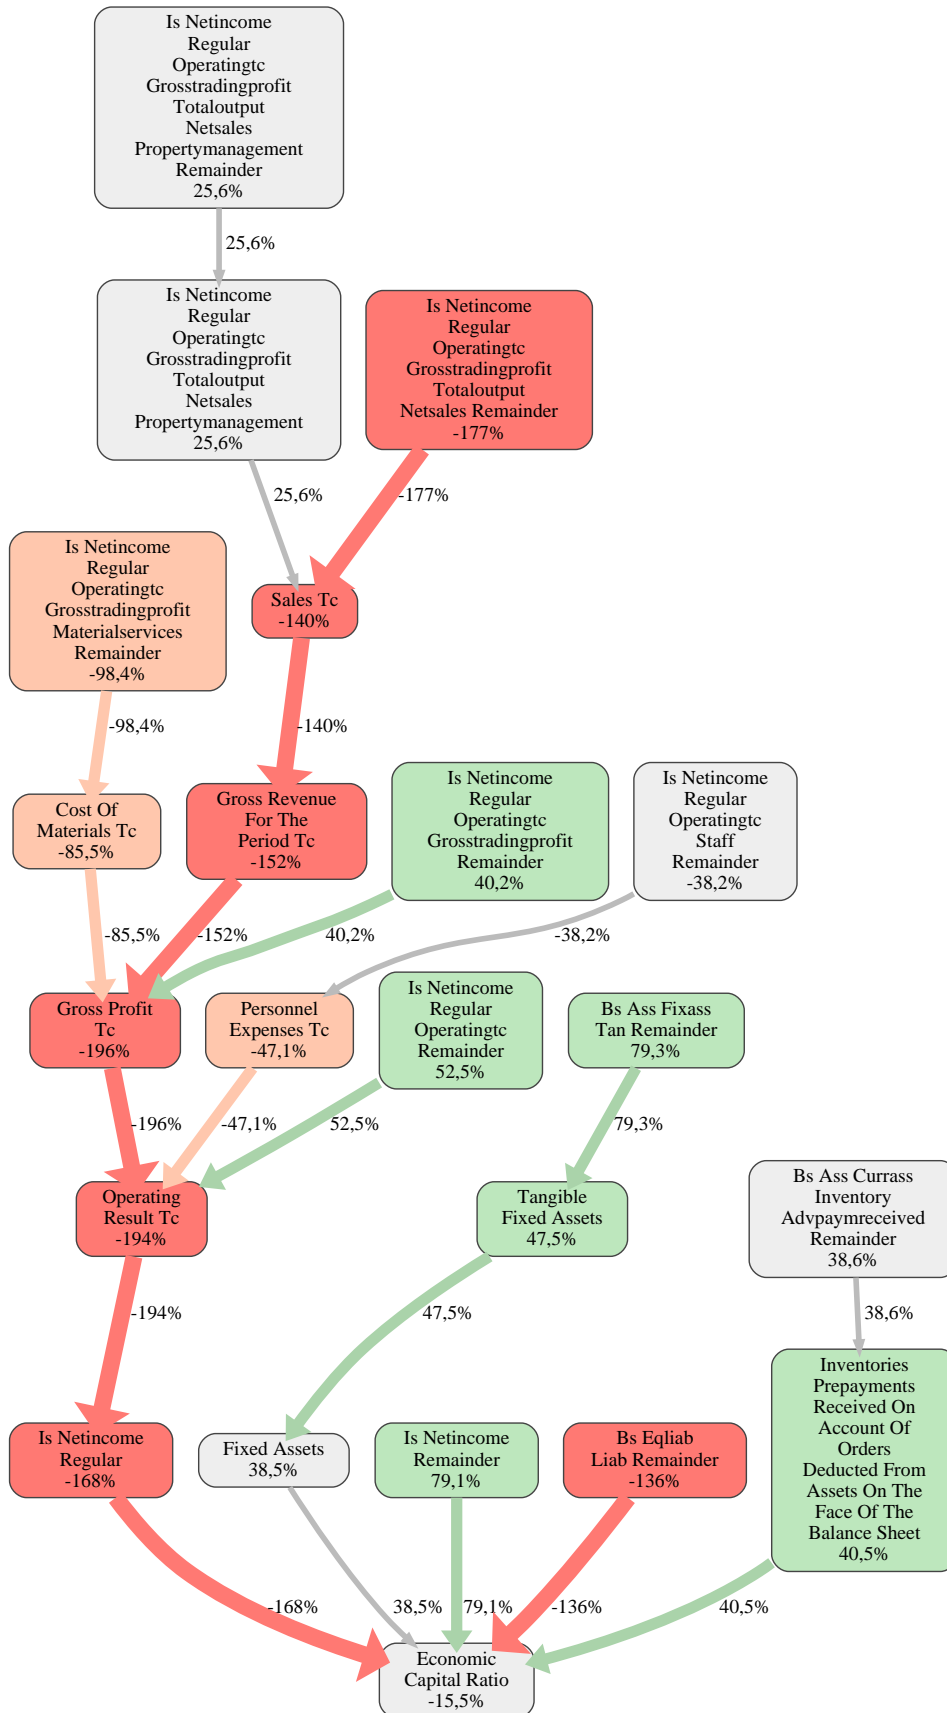 Is Netincome
Regular
Operatingtc
Grosstradingprofit
Totaloutput
Netsales
Propertymanagement
Remainder
25,6%
25,6%
Is Netincome
Regular
Operatingtc
Grosstradingprofit
Totaloutput
Netsales
Propertymanagement
25,6%
Is Netincome
Regular
Operatingtc
Grosstradingprofit
Totaloutput
Netsales Remainder
-177%
25,6%
-177%
Is Netincome
Regular
Operatingtc
Grosstradingprofit
Materialservices
Remainder
-98,4%
Sales Tc
-140%
-98,4%
-140%
Cost Of
Materials Tc
-85,5%
Gross Revenue
For The
Period Tc
-152%
Is Netincome
Regular
Operatingtc
Grosstradingprofit
Remainder
40,2%
Is Netincome
Regular
Operatingtc
Staff
Remainder
-38,2%
-85,5%
-152%
40,2%
-38,2%
Gross Profit
Tc
-196%
Personnel
Expenses Tc
-47,1%
Is Netincome
Regular
Operatingtc
Remainder
52,5%
Bs Ass Fixass
Tan Remainder
79,3%
-196%
-47,1%
52,5%
79,3%
Operating
Result Tc
-194%
Tangible
Fixed Assets
47,5%
Bs Ass Currass
Inventory
Advpaymreceived
Remainder
38,6%
-194%
47,5%
38,6%
Is Netincome
Regular
-168%
Fixed Assets
38,5%
Is Netincome
Remainder
79,1%
Bs Eqliab
Liab Remainder
-136%
Inventories
Prepayments
Received On
Account Of
Orders
Deducted From
Assets On The
Face Of The
Balance Sheet
40,5%
-168%
38,5%
79,1%
-136%
40,5%
Economic
Capital Ratio
-15,5%